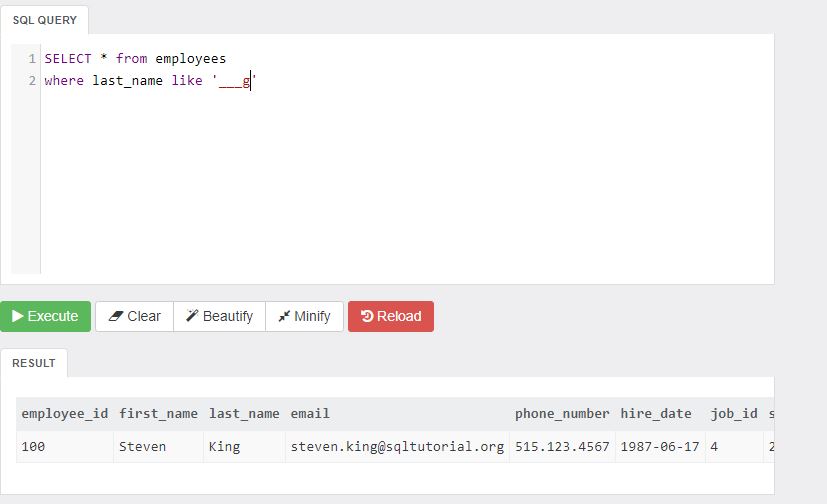 SQL QUERY
1 SELECT * from employees
2 where last_name like '___g'
Execute Clear Beautify Minify Reload
RESULT
employee_id first_name last_name email phone_number hire_date job_id s
100 Steven King steven.king@sqltutorial.org 515.123.4567 1987-06-17 4 2